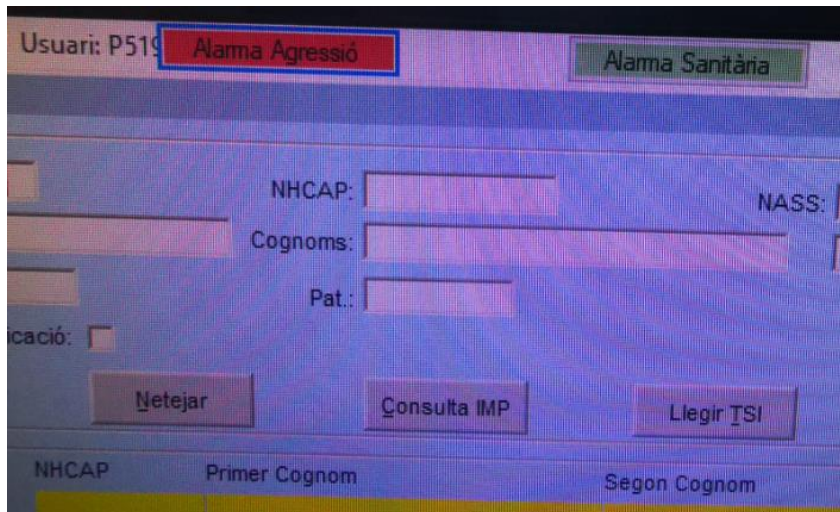 Usuari: P519 Alarma Agressió Alarma Sanitària
NHCAP: NASS:
Cognoms:
Pat.:
icació:
Netejar Consulta IMP Llegir TSI
NHCAP Primer Cognom Segon Cognom